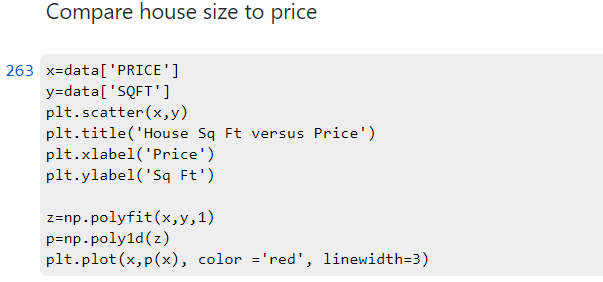 Compare house size to price
263 x=data['PRICE']
y=data['SQFT']
plt.scatter(x,y)
plt.title('House Sq Ft versus Price')
plt.xlabel('Price')
plt.ylabel('Sq Ft')
z=np.polyfit(x,y,1)
p=np.poly1d(z)
plt.plot(x,p(x), color ='red', linewidth=3)